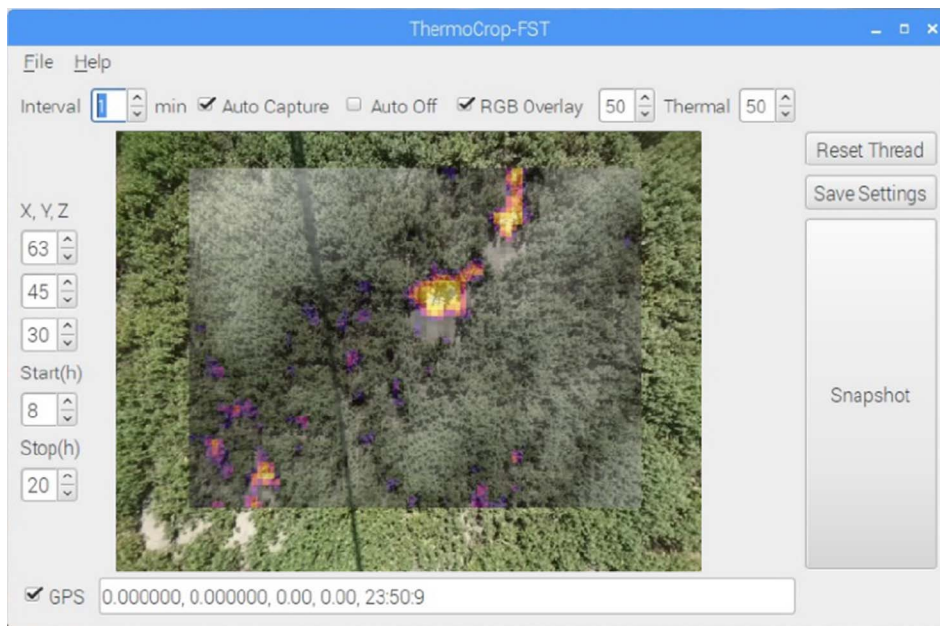 ThermoCrop-FST
File Help
Interval 1 min Auto Capture Auto Off RGB Overlay 50 Thermal 50
Reset Thread
Save Settings
X, Y, Z
63
45
30
Start(h)
8
Stop(h)
20
Snapshot
GPS 0.000000, 0.000000, 0.00, 0.00, 23:50:9